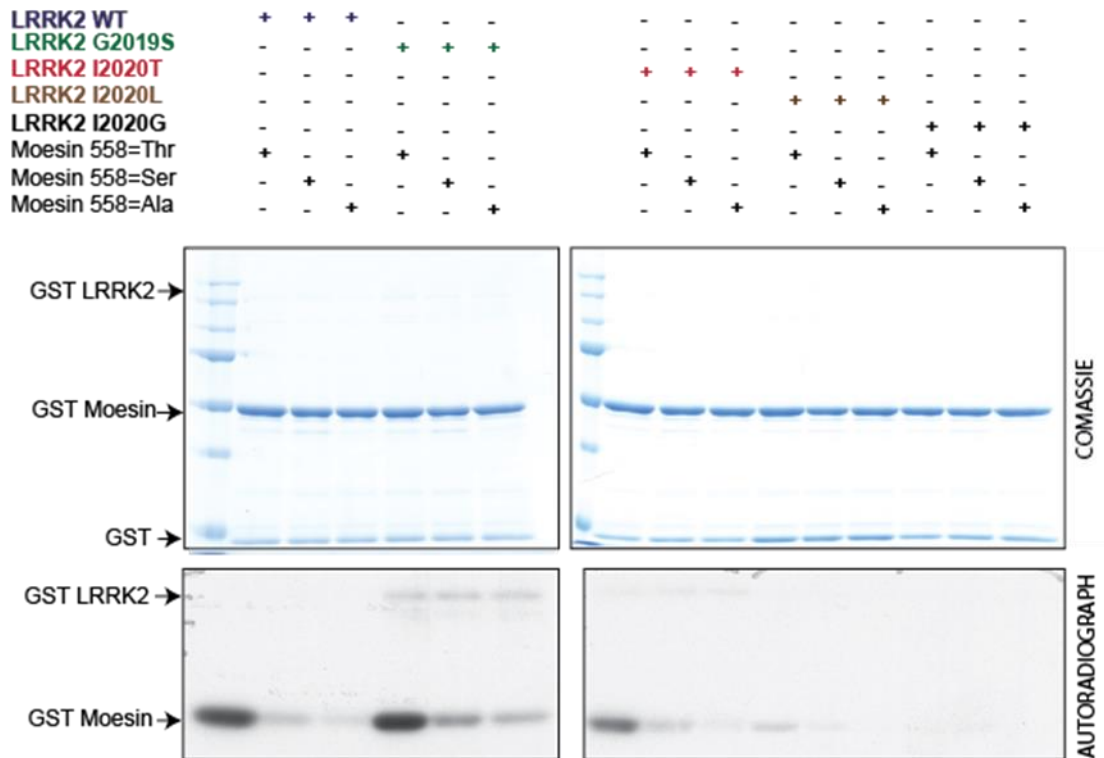 LRRK2 WT + + + - - - - - - - - - - - -
LRRK2 G2019S - - - + + + - - - - - - - - -
LRRK2 I2020T - - - - - - + + + - - - - - -
LRRK2 I2020L - - - - - - - - - + + + - - -
LRRK2 I2020G - - - - - - - - - - - - + + +
Moesin 558=Thr + - - + - - + - - + - - + - -
Moesin 558=Ser - + - - + - - + - - + - - + -
Moesin 558=Ala - - + - - + - - + - - + - - +
GST LRRK2
GST Moesin
GST
COMASSIE
GST LRRK2
GST Moesin
AUTORADIOGRAPH